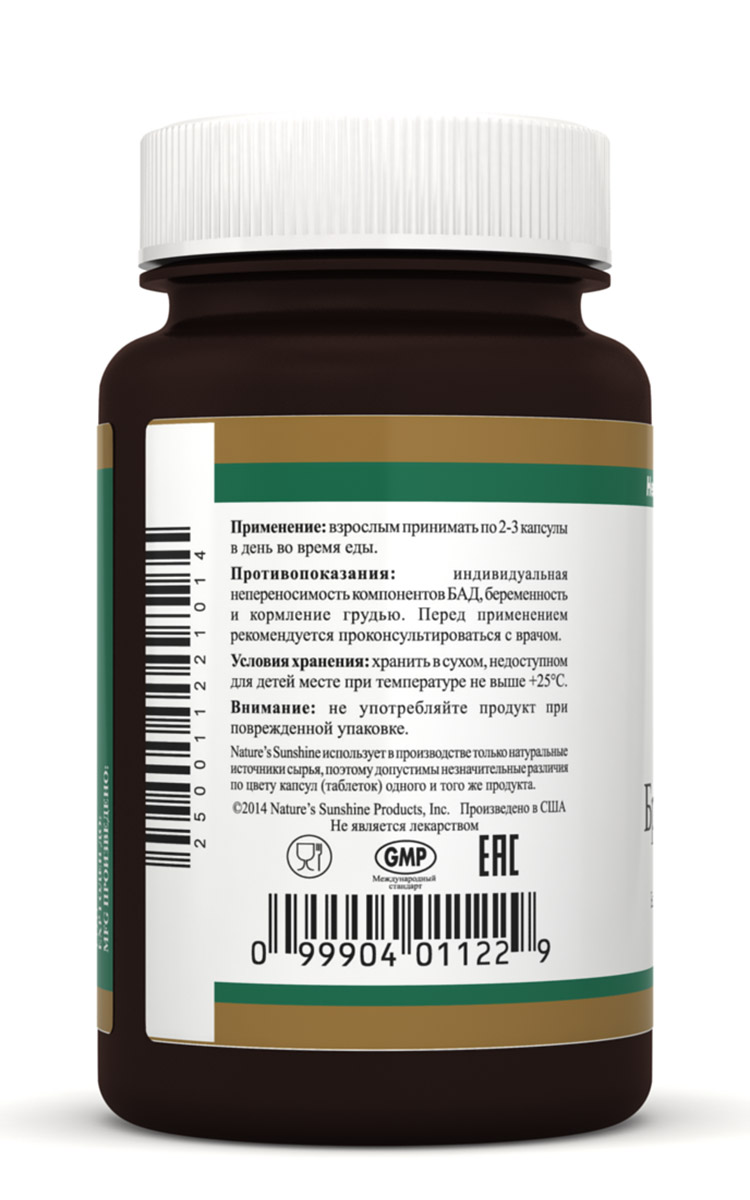 Применение: взрослым принимать по 2-3 капсулы
в день во время еды.
Противопоказания: индивидуальная
непереносимость компонентов БАД, беременность
и кормление грудью. Перед применением
рекомендуется проконсультироваться с врачом.
Условия хранения: хранить в сухом, недоступном
для детей месте при температуре не выше +25°C.
Внимание: не употребляйте продукт при
поврежденной упаковке.
Nature's Sunshine использует в производстве только натуральные
источники сырья, поэтому допустимы незначительные различия
по цвету капсул (таблеток) одного и того же продукта.
©2014 Nature's Sunshine Products, Inc. Произведено в США
Не является лекарством
GMP
Международный
стандарт
EAC
0 99904 01122 9
250011221014
MFG ПРОИЗВЕДЕНО: